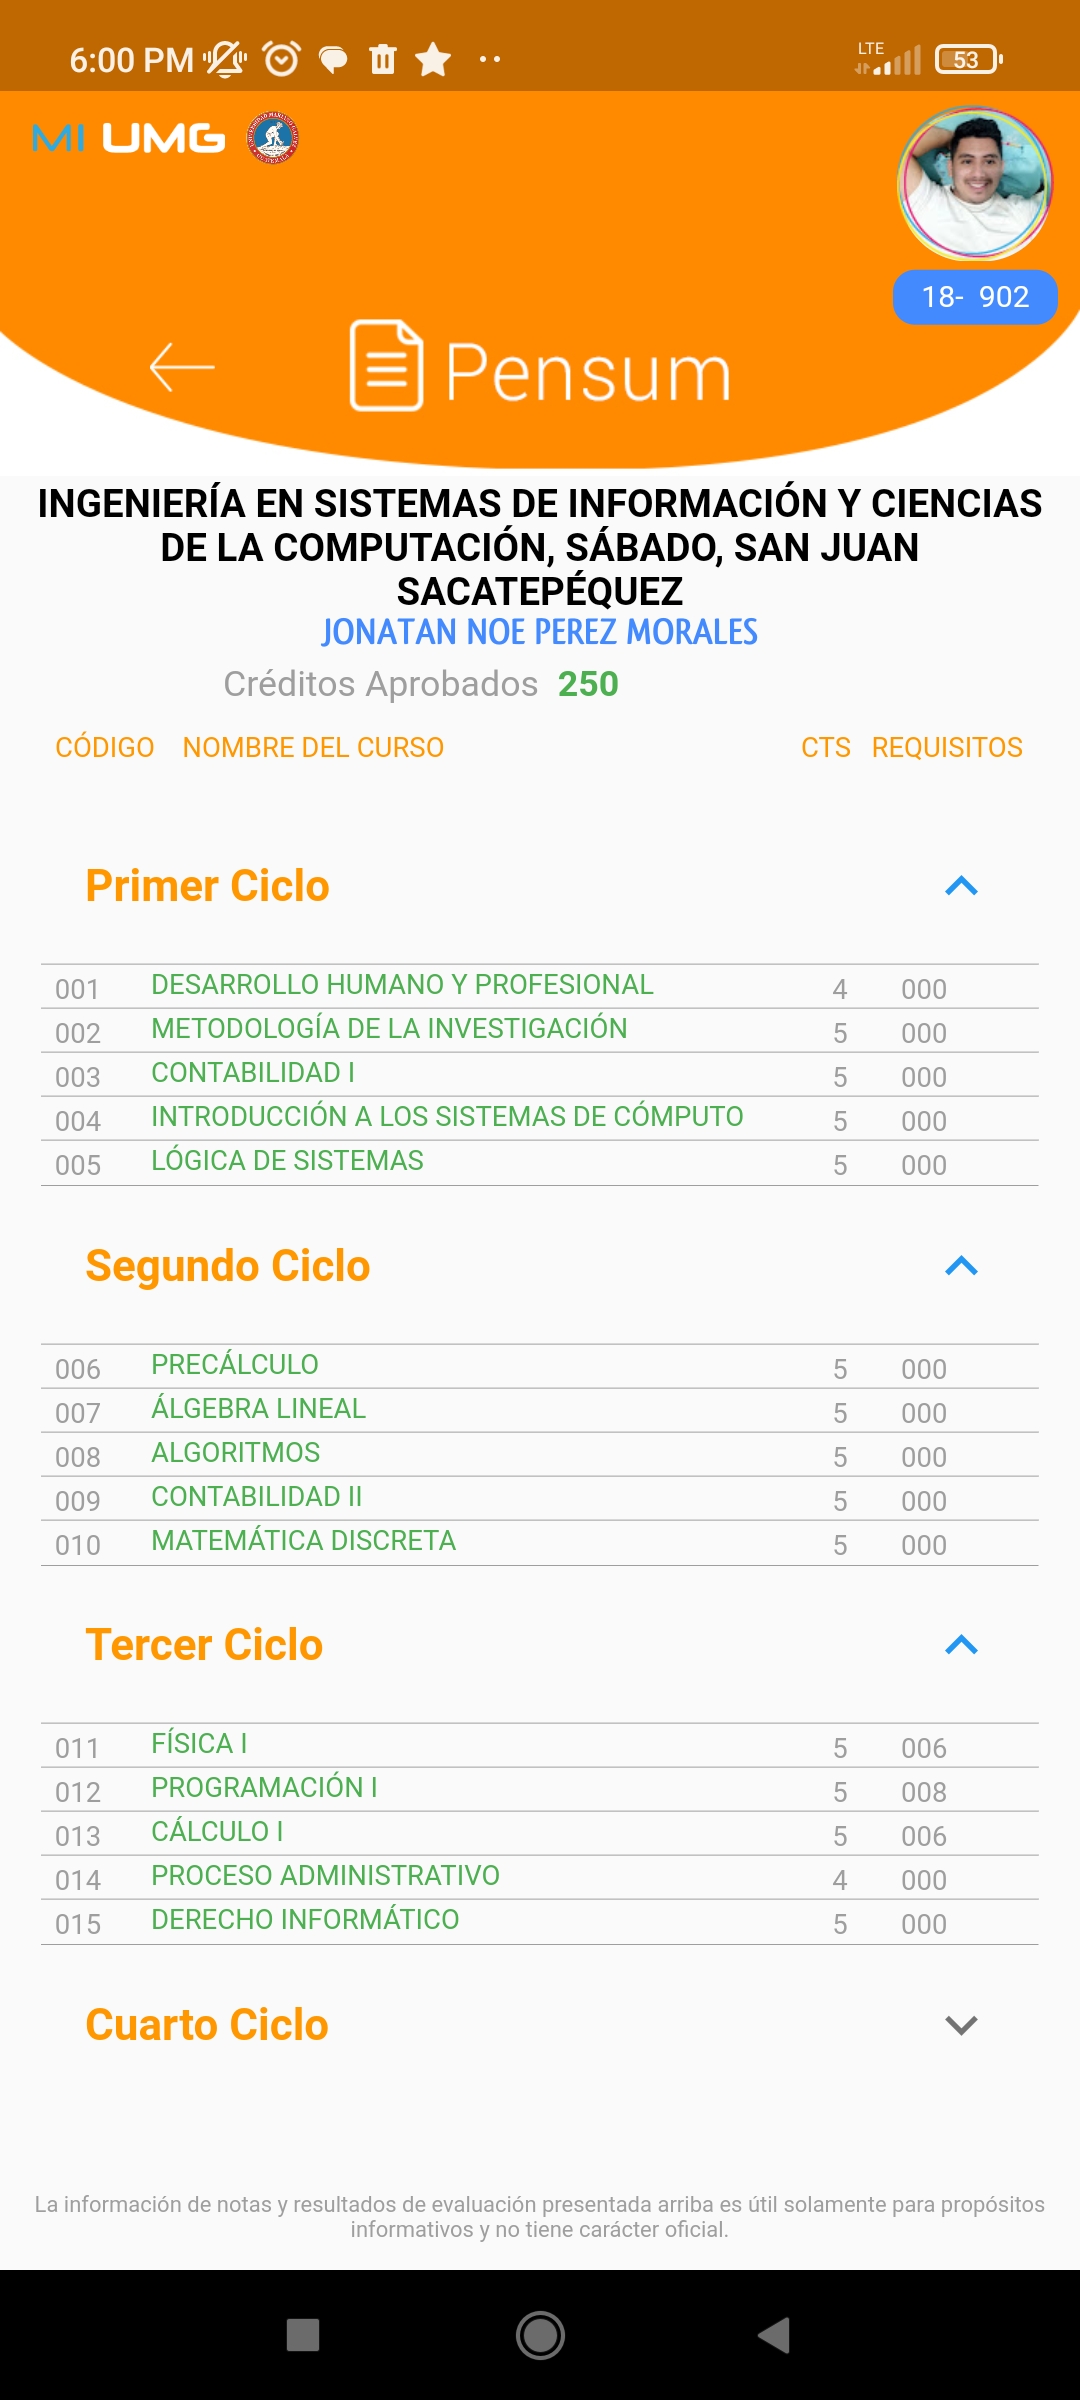 6:00 PM
LTE
53
MI UMG
18- 902
Pensum
INGENIERÍA EN SISTEMAS DE INFORMACIÓN Y CIENCIAS
DE LA COMPUTACIÓN, SÁBADO, SAN JUAN
SACATEPÉQUEZ
JONATAN NOE PEREZ MORALES
Créditos Aprobados 250
CÓDIGO NOMBRE DEL CURSO CTS REQUISITOS
Primer Ciclo
001 DESARROLLO HUMANO Y PROFESIONAL 4 000
002 METODOLOGÍA DE LA INVESTIGACIÓN 5 000
003 CONTABILIDAD I 5 000
004 INTRODUCCIÓN A LOS SISTEMAS DE CÓMPUTO 5 000
005 LÓGICA DE SISTEMAS 5 000
Segundo Ciclo
006 PRECÁLCULO 5 000
007 ÁLGEBRA LINEAL 5 000
008 ALGORITMOS 5 000
009 CONTABILIDAD II 5 000
010 MATEMÁTICA DISCRETA 5 000
Tercer Ciclo
011 FÍSICA I 5 006
012 PROGRAMACIÓN I 5 008
013 CÁLCULO I 5 006
014 PROCESO ADMINISTRATIVO 4 000
015 DERECHO INFORMÁTICO 5 000
Cuarto Ciclo
La información de notas y resultados de evaluación presentada arriba es útil solamente para propósitos
informativos y no tiene carácter oficial.